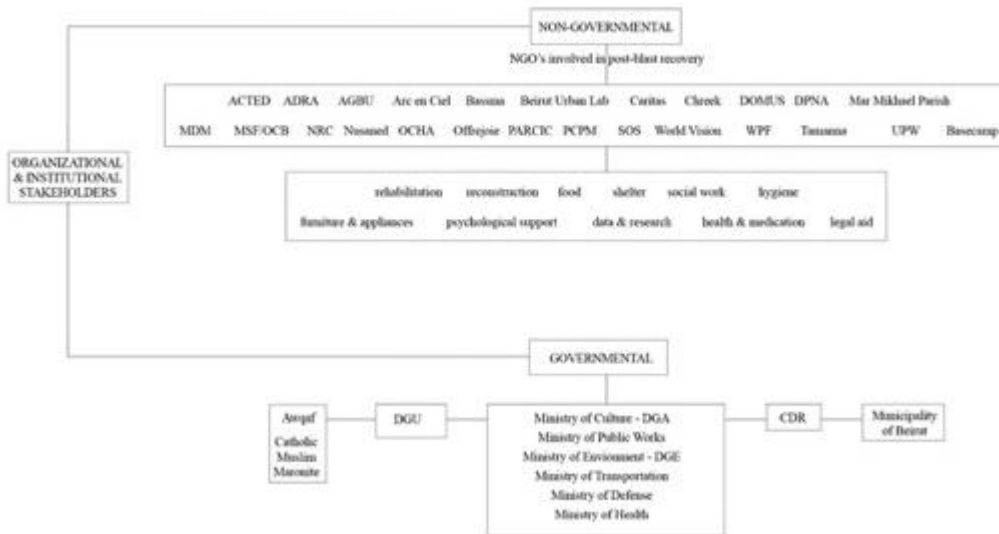 NON-GOVERNMENTAL
NGO's involved in post-blast recovery
ACTED ADRA AGBU Arc en Ciel Basma Beirut Urban Lab Caritas Chreek DOMUS DPNA Mar Mikhael Parish
MDM MSF/OCB NRC Nusaned OCHA Offrejoie PARCIC PCPM SOS World Vision WPF Tamanna UPW Basecamp
ORGANIZATIONAL
& INSTITUTIONAL
STAKEHOLDERS
rehabilitation reconstruction food shelter social work hygiene
furniture & appliances psychological support data & research health & medication legal aid
GOVERNMENTAL
Awqaf
Catholic
Muslim
Maronite
DGU
Ministry of Culture - DGA
Ministry of Public Works
Ministry of Envionment - DGE
Ministry of Transportation
Ministry of Defense
Ministry of Health
CDR
Municipality
of Beirut